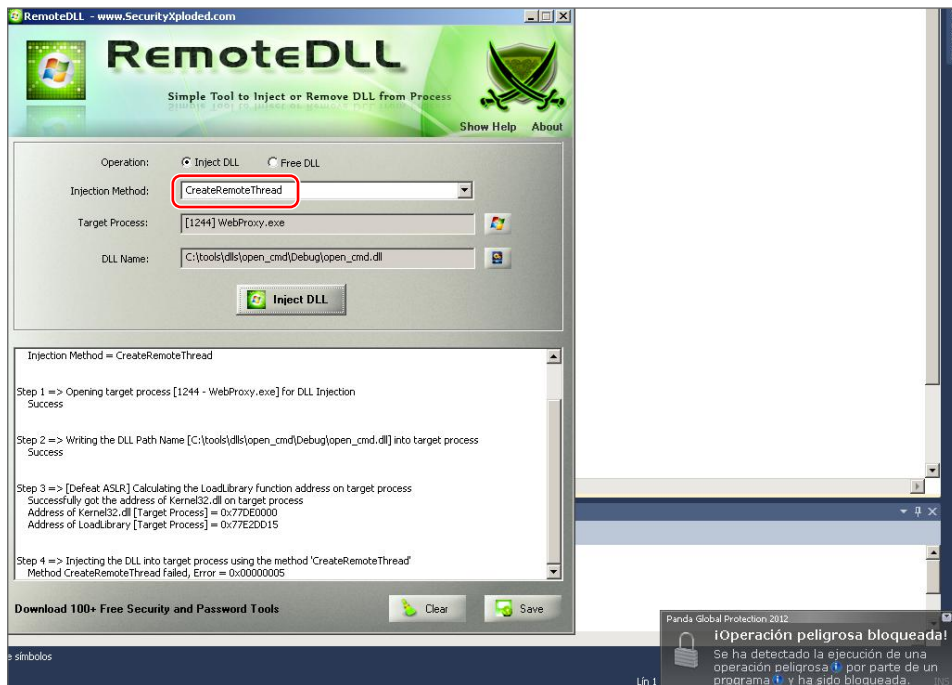 RemoteDLL - www.SecurityXploded.com
RemoteDLL
Simple Tool to Inject or Remove DLL from Process
Show Help About
Operation: Inject DLL Free DLL
Injection Method: CreateRemoteThread
Target Process: [1244] WebProxy.exe
DLL Name: C:\tools\dlls\open_cmd\Debug\open_cmd.dll
Inject DLL
Injection Method = CreateRemoteThread
Step 1 => Opening target process [1244 - WebProxy.exe] for DLL Injection
Success
Step 2 => Writing the DLL Path Name [C:\tools\dlls\open_cmd\Debug\open_cmd.dll] into target process
Success
Step 3 => [Defeat ASLR] Calculating the LoadLibrary function address on target process
Successfully got the address of Kernel32.dll on target process
Address of Kernel32.dll [Target Process] = 0x77DE0000
Address of LoadLibrary [Target Process] = 0x77E2DD15
Step 4 => Injecting the DLL into target process using the method 'CreateRemoteThread'
Method CreateRemoteThread failed, Error = 0x00000005
Download 100+ Free Security and Password Tools Clear Save
Panda Global Protection 2012
¡Operación peligrosa bloqueada!
Se ha detectado la ejecución de una
operación peligrosa por parte de un
programa y ha sido bloqueada.
e símbolos
Lín 1
INS